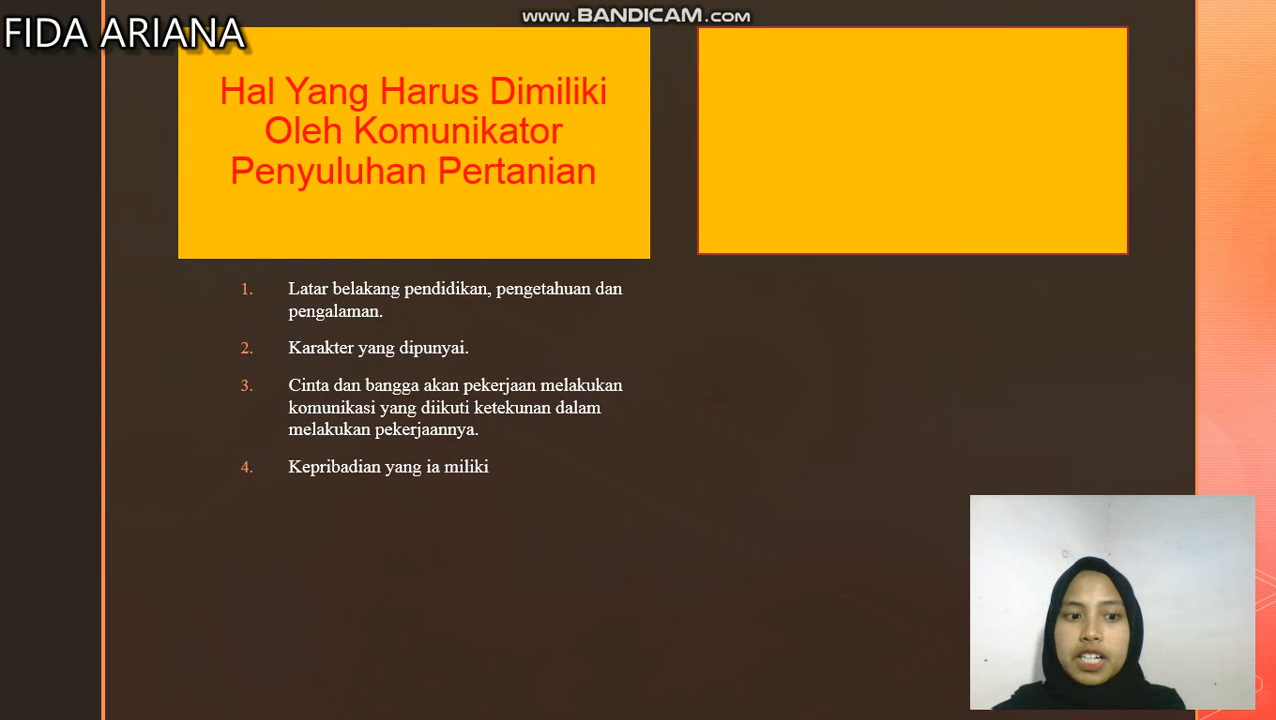 www.BANDICAM.com
FIDA ARIANA
Hal Yang Harus Dimiliki
Oleh Komunikator
Penyuluhan Pertanian
1. Latar belakang pendidikan, pengetahuan dan
pengalaman.
2. Karakter yang dipunyai.
3. Cinta dan bangga akan pekerjaan melakukan
komunikasi yang diikuti ketekunan dalam
melakukan pekerjaannya.
4. Kepribadian yang ia miliki